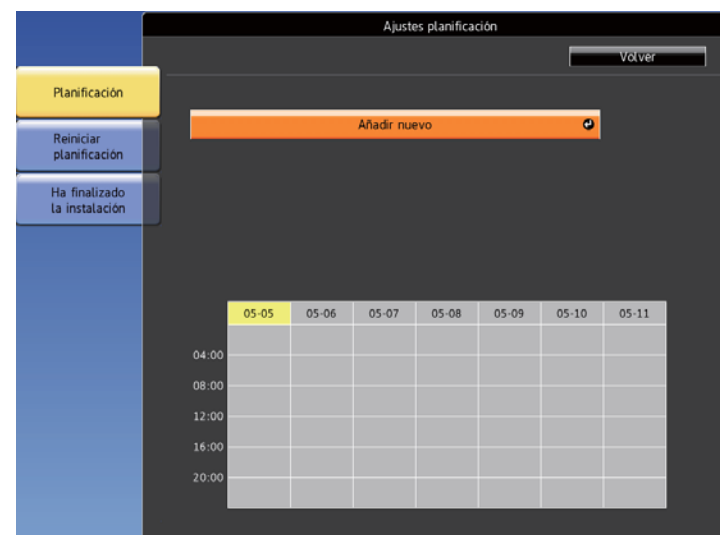 Ajustes planificación
Volver
Planificación
Añadir nuevo
Reiniciar
planificación
Ha finalizado
la instalación
05-05 05-06 05-07 05-08 05-09 05-10 05-11
04:00
08:00
12:00
16:00
20:00